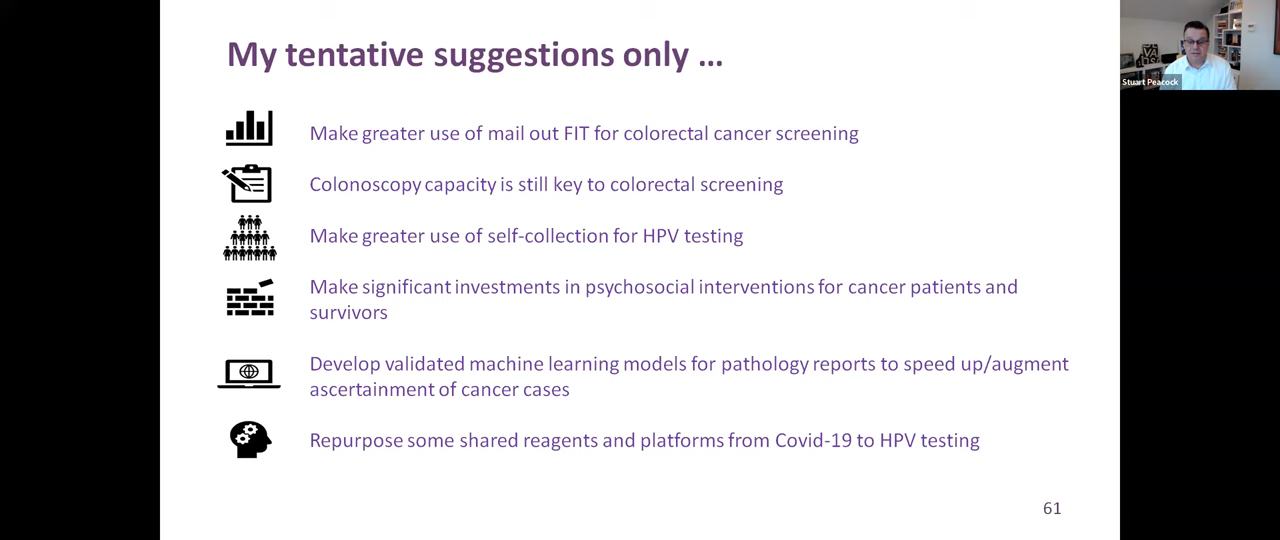 My tentative suggestions only ...
Stuart Peacock
Make greater use of mail out FIT for colorectal cancer screening
Colonoscopy capacity is still key to colorectal screening
Make greater use of self-collection for HPV testing
Make significant investments in psychosocial interventions for cancer patients and
survivors
Develop validated machine learning models for pathology reports to speed up/augment
ascertainment of cancer cases
Repurpose some shared reagents and platforms from Covid-19 to HPV testing
61